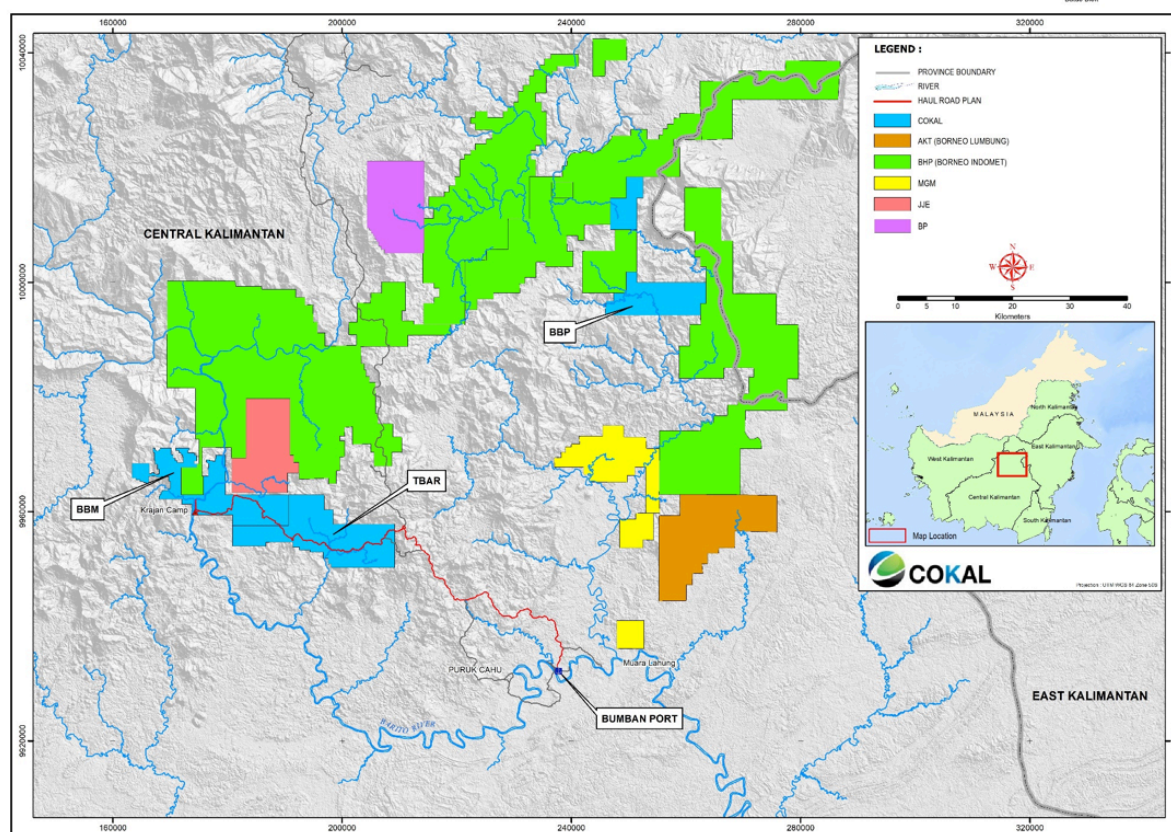 160000 200000 240000 280000 320000
10040000
10000000
9960000
9920000
CENTRAL KALIMANTAN
BBP
TBAR
BBM
Krajan Camp
PURUK CAHU
BARITO RIVER
BUMBAN PORT
EAST KALIMANTAN
LEGEND :
PROVINCE BOUNDARY
RIVER
HAUL ROAD PLAN
COKAL
AKT (BORNEO LUMBUNG)
BHP (BORNEO INDOMET)
MGM
JJE
BP
N
W E
S
0 5 10 20 30 40
Kilometers
MALAYSIA
North Kalimantan
East Kalimantan
West Kalimantan
Central Kalimantan
South Kalimantan
Map Location
COKAL
160000 200000 240000 280000 320000